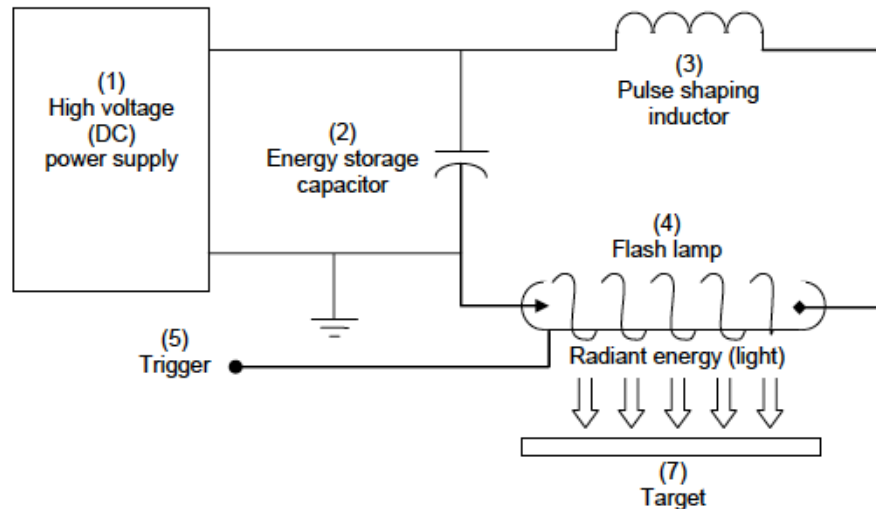 (1)
High voltage
(DC)
power supply
(2)
Energy storage
capacitor
(3)
Pulse shaping
inductor
(4)
Flash lamp
(5)
Trigger
Radiant energy (light)
(7)
Target